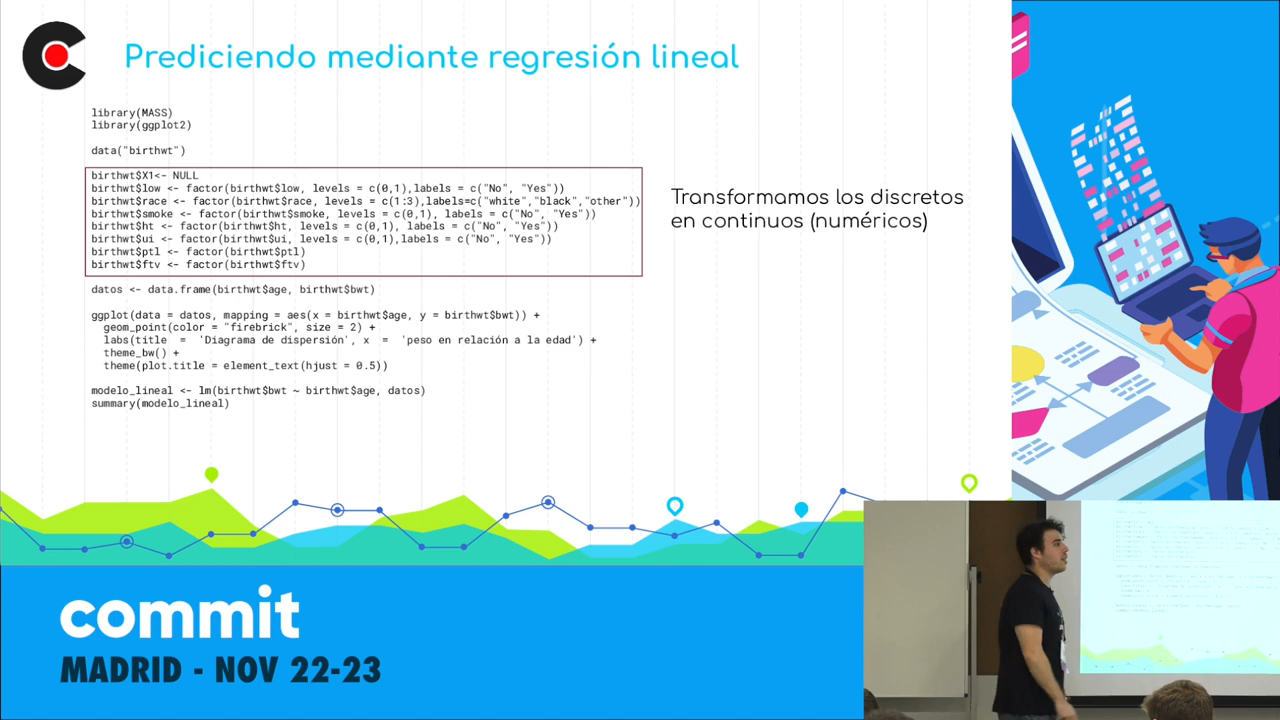 Prediciendo mediante regresión lineal
library(MASS)
library(ggplot2)
data("birthwt")
birthwt$X1<- NULL
birthwt$low <- factor(birthwt$low, levels = c(0,1),labels = c("No", "Yes"))
birthwt$race <- factor(birthwt$race, levels = c(1:3),labels=c("white","black","other"))
birthwt$smoke <- factor(birthwt$smoke, levels = c(0,1), labels = c("No", "Yes"))
birthwt$ht <- factor(birthwt$ht, levels = c(0,1), labels = c("No", "Yes"))
birthwt$ui <- factor(birthwt$ui, levels = c(0,1),labels = c("No", "Yes"))
birthwt$ptl <- factor(birthwt$ptl)
birthwt$ftv <- factor(birthwt$ftv)
Transformamos los discretos
en continuos (numéricos)
datos <- data.frame(birthwt$age, birthwt$bwt)
ggplot(data = datos, mapping = aes(x = birthwt$age, y = birthwt$bwt)) +
geom_point(color = "firebrick", size = 2) +
labs(title = 'Diagrama de dispersión', x = 'peso en relación a la edad') +
theme_bw() +
theme(plot.title = element_text(hjust = 0.5))
modelo_lineal <- lm(birthwt$bwt ~ birthwt$age, datos)
summary(modelo_lineal)
commit
MADRID - NOV 22-23